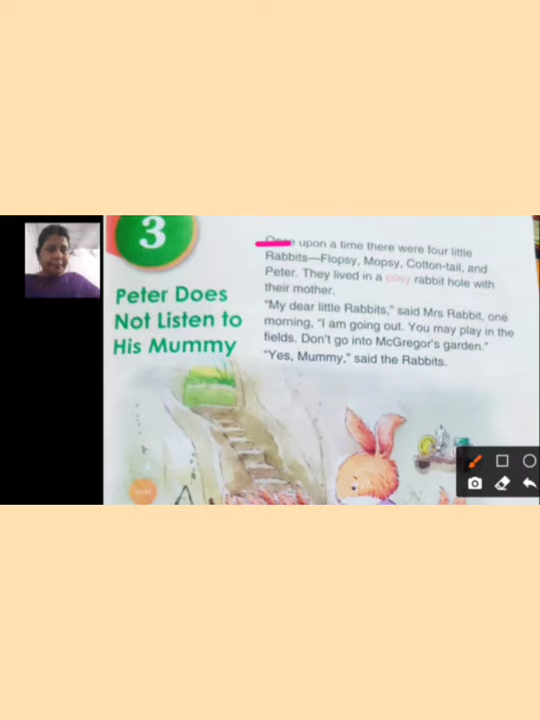 3
Peter Does
Not Listen to
His Mummy
Once upon a time there were four little
Rabbits—Flopsy, Mopsy, Cotton-tail, and
Peter. They lived in a cosy rabbit hole with
their mother.
"My dear little Rabbits," said Mrs Rabbit, one
morning, "I am going out. You may play in the
fields. Don't go into McGregor's garden."
"Yes, Mummy," said the Rabbits.